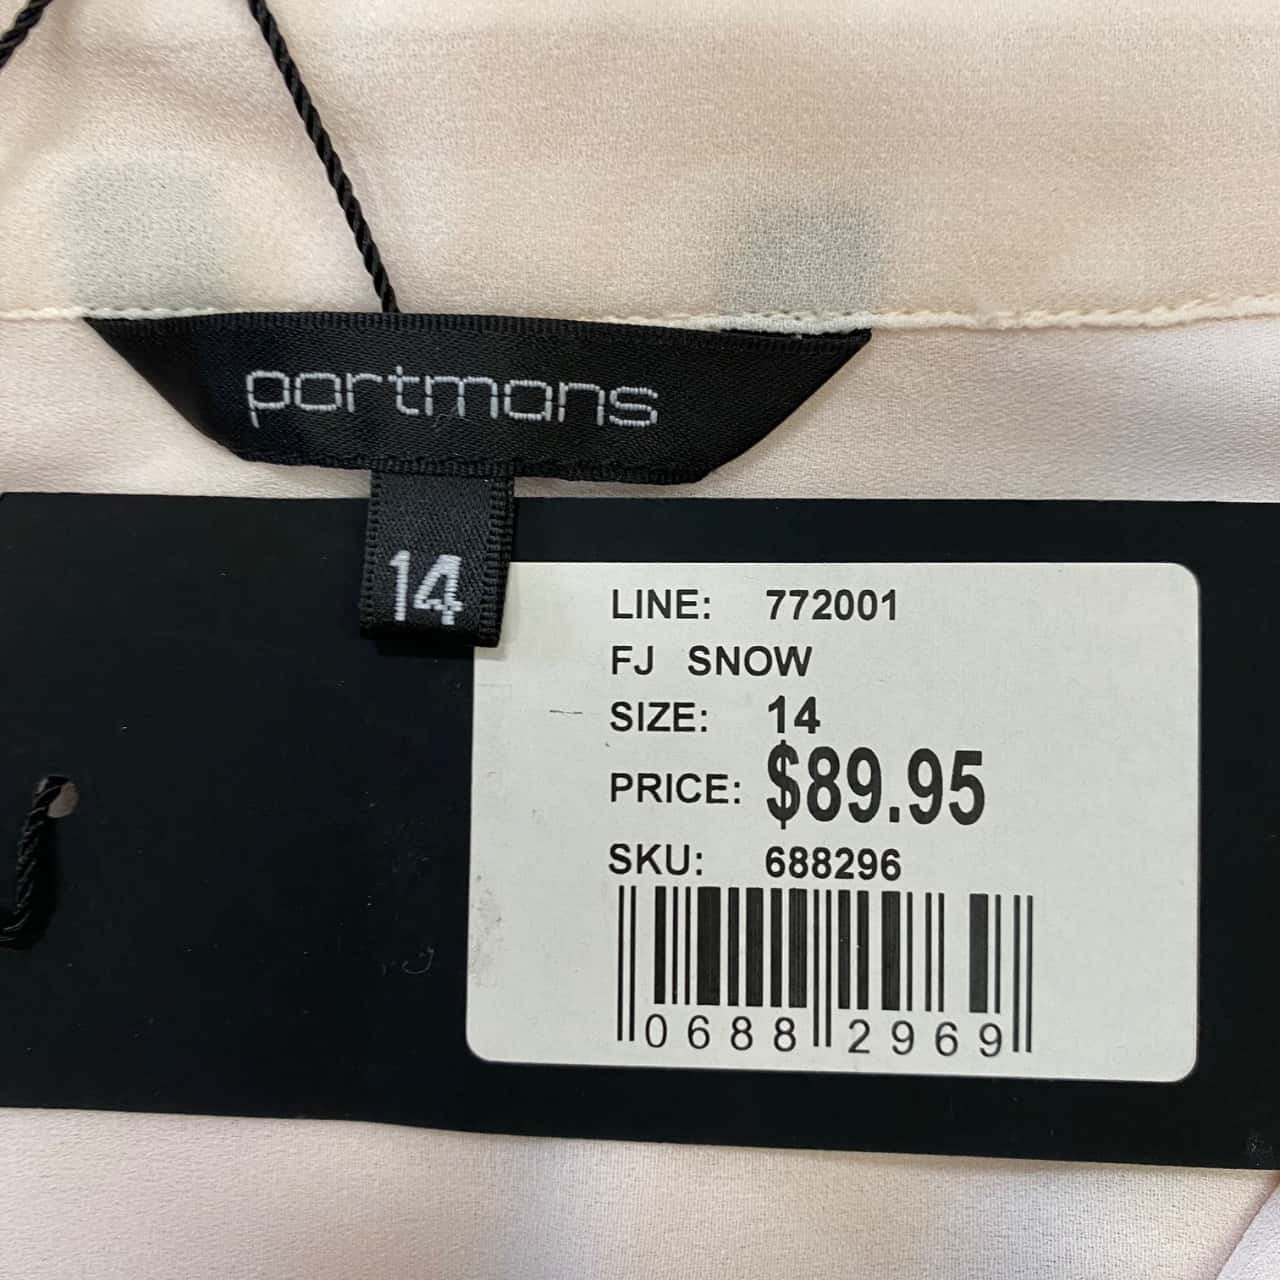 portmans
14
LINE: 772001
FJ SNOW
SIZE: 14
PRICE: $89.95
SKU: 688296
0688 2969